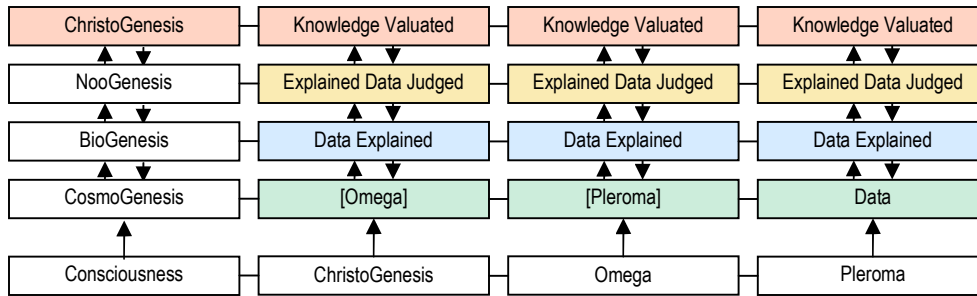 ChristoGenesis Knowledge Valuated Knowledge Valuated Knowledge Valuated
NooGenesis Explained Data Judged Explained Data Judged Explained Data Judged
BioGenesis Data Explained Data Explained Data Explained
CosmoGenesis [Omega] [Pleroma] Data
Consciousness ChristoGenesis Omega Pleroma